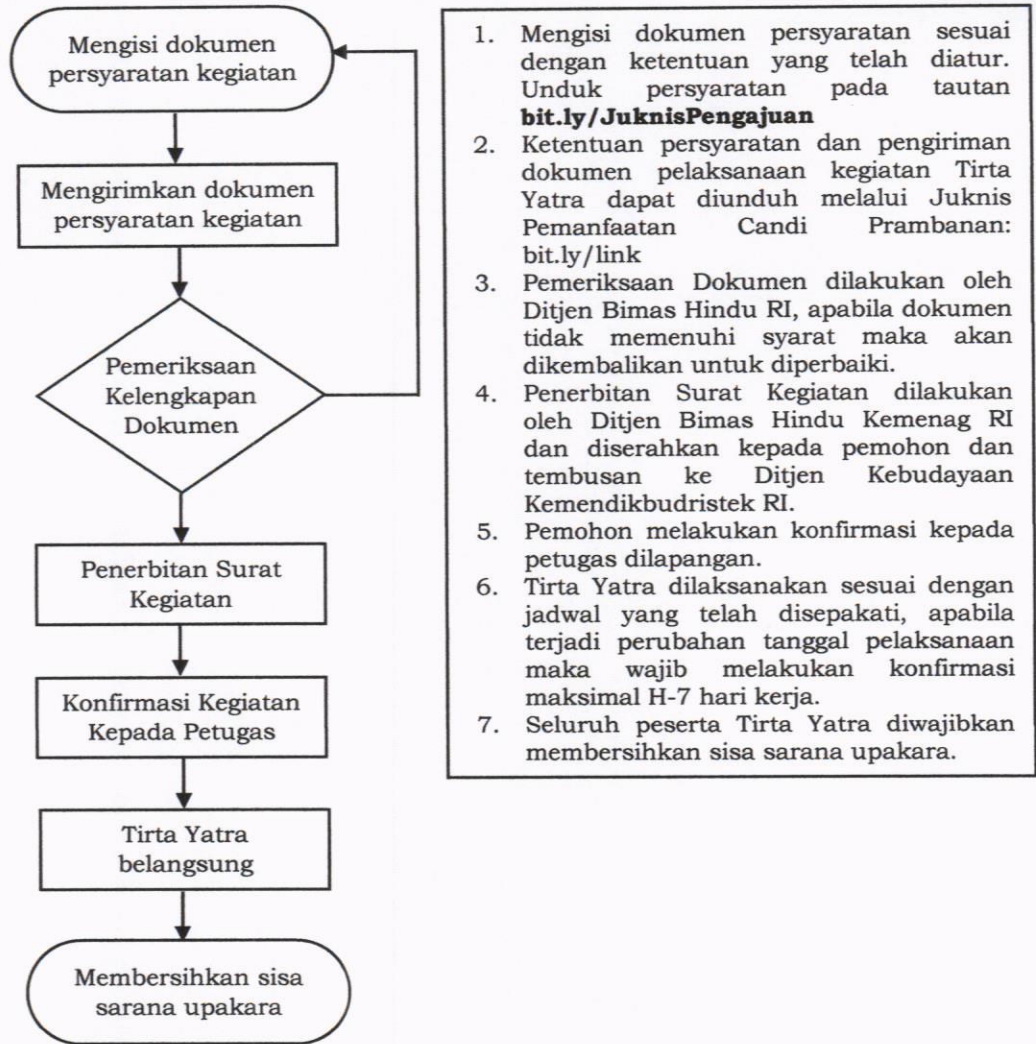 Mengisi dokumen
persyaratan kegiatan
Mengirimkan dokumen
persyaratan kegiatan
Pemeriksaan
Kelengkapan
Dokumen
Penerbitan Surat
Kegiatan
Konfirmasi Kegiatan
Kepada Petugas
Tirta Yatra
belangsung
Membersihkan sisa
sarana upakara
1. Mengisi dokumen persyaratan sesuai
dengan ketentuan yang telah diatur.
Unduk persyaratan pada tautan
bit.ly/JuknisPengajuan
2. Ketentuan persyaratan dan pengiriman
dokumen pelaksanaan kegiatan Tirta
Yatra dapat diunduh melalui Juknis
Pemanfaatan Candi Prambanan:
bit.ly/link
3. Pemeriksaan Dokumen dilakukan oleh
Ditjen Bimas Hindu RI, apabila dokumen
tidak memenuhi syarat maka akan
dikembalikan untuk diperbaiki.
4. Penerbitan Surat Kegiatan dilakukan
oleh Ditjen Bimas Hindu Kemenag RI
dan diserahkan kepada pemohon dan
tembusan ke Ditjen Kebudayaan
Kemendikbudristek RI.
5. Pemohon melakukan konfirmasi kepada
petugas dilapangan.
6. Tirta Yatra dilaksanakan sesuai dengan
jadwal yang telah disepakati, apabila
terjadi perubahan tanggal pelaksanaan
maka wajib melakukan konfirmasi
maksimal H-7 hari kerja.
7. Seluruh peserta Tirta Yatra diwajibkan
membersihkan sisa sarana upakara.